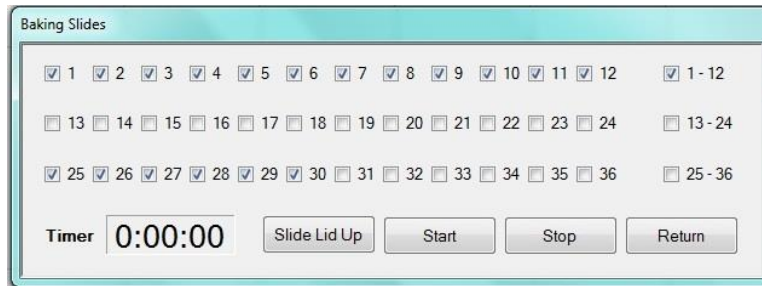 Baking Slides
1 2 3 4 5 6 7 8 9 10 11 12 1 - 12
13 14 15 16 17 18 19 20 21 22 23 24 13 - 24
25 26 27 28 29 30 31 32 33 34 35 36 25 - 36
Timer 0:00:00 Slide Lid Up Start Stop Return